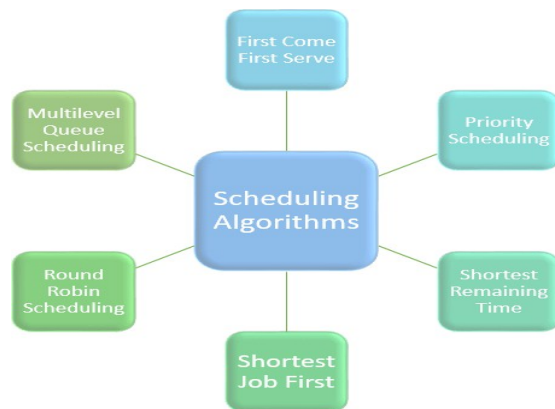 First Come
First Serve
Multilevel
Queue
Scheduling
Priority
Scheduling
Scheduling
Algorithms
Round
Robin
Scheduling
Shortest
Remaining
Time
Shortest
Job First